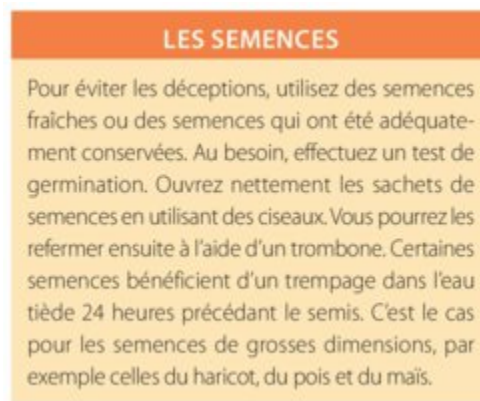 LES SEMENCES
Pour éviter les déceptions, utilisez des semences
fraîches ou des semences qui ont été adéquate-
ment conservées. Au besoin, effectuez un test de
germination. Ouvrez nettement les sachets de
semences en utilisant des ciseaux. Vous pourrez les
refermer ensuite à l'aide d'un trombone. Certaines
semences bénéficient d'un trempage dans l'eau
tiède 24 heures précédant le semis. C'est le cas
pour les semences de grosses dimensions, par
exemple celles du haricot, du pois et du maïs.